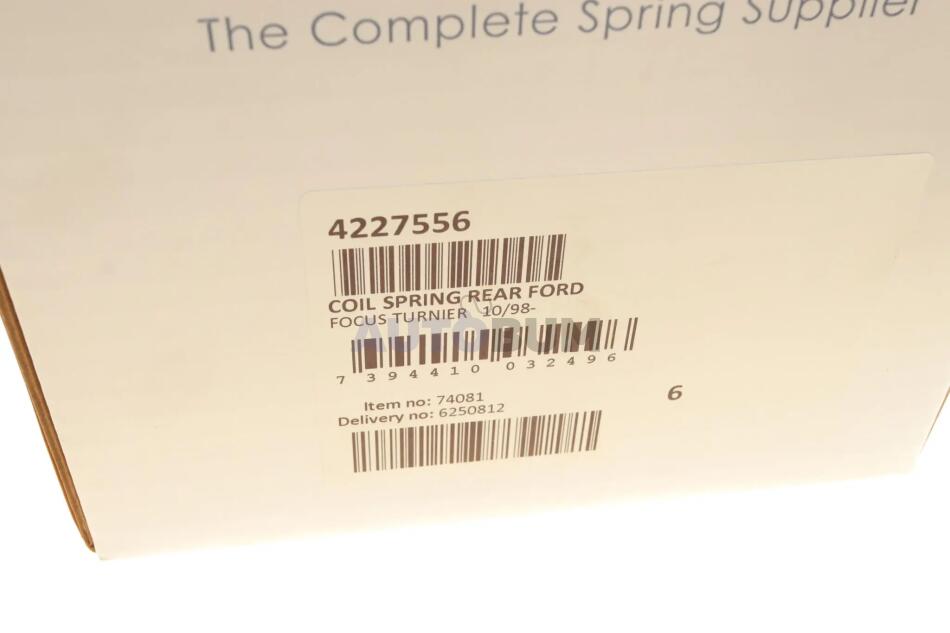 The Complete Spring Supplier
4227556
COIL SPRING REAR FORD
FOCUS TURNIER 10/98-
AUTOBUM
7 394410 032496
Item no: 74081
6
Delivery no: 6250812